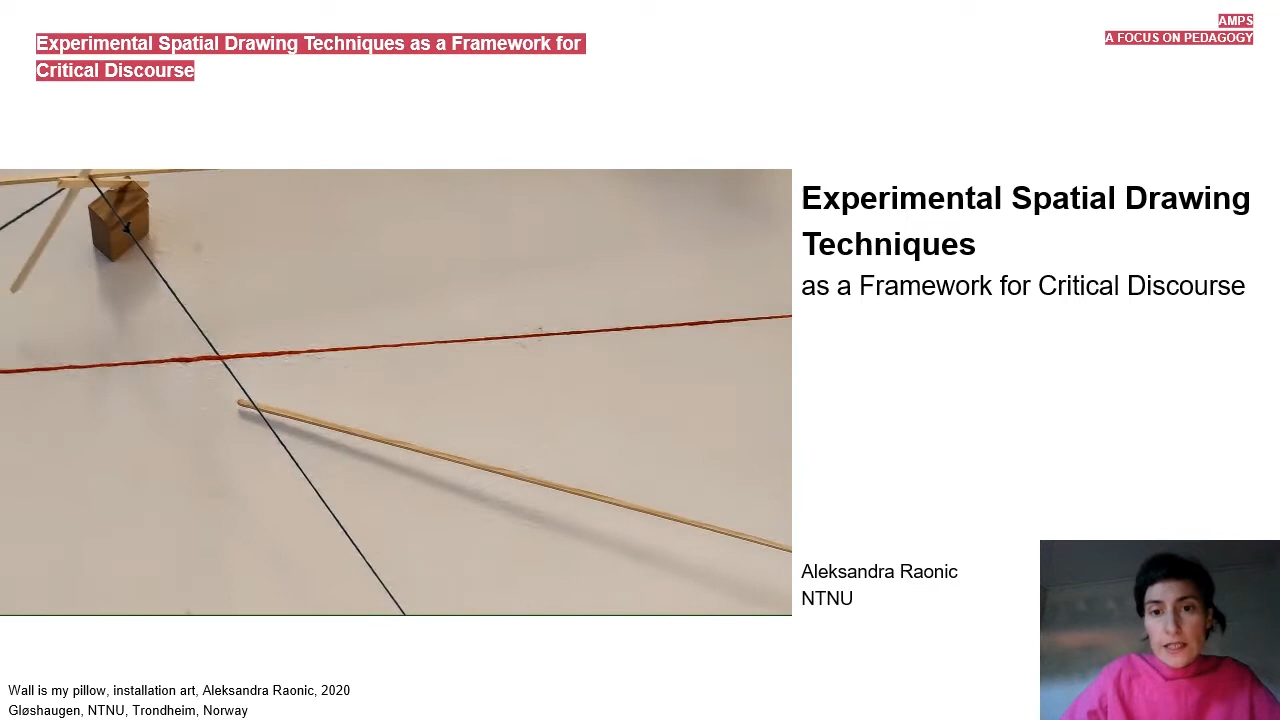 Experimental Spatial Drawing Techniques as a Framework for
Critical Discourse
AMPS
A FOCUS ON PEDAGOGY
Experimental Spatial Drawing
Techniques
as a Framework for Critical Discourse
Aleksandra Raonic
NTNU
Wall is my pillow, installation art, Aleksandra Raonic, 2020
Gløshaugen, NTNU, Trondheim, Norway